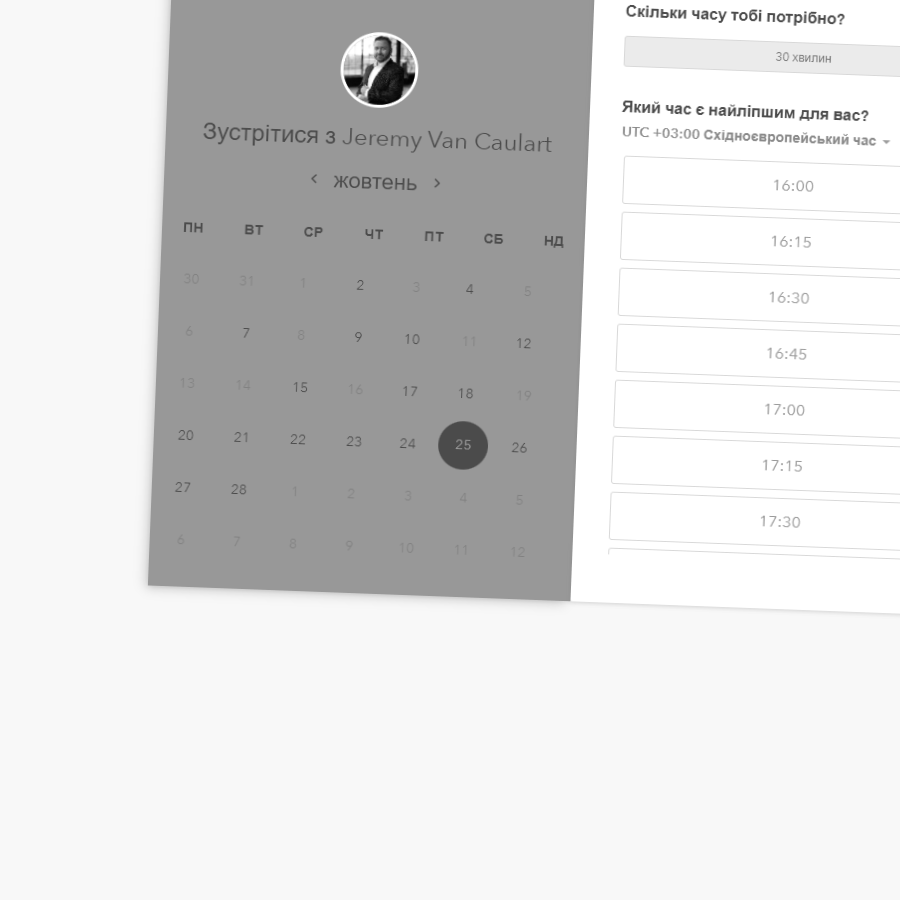 Зустрітися з Jeremy Van Caulart
‹ жовтень ›
ПН ВТ СР ЧТ ПТ СБ НД
30 31 1 2 3 4 5
6 7 8 9 10 11 12
13 14 15 16 17 18 19
20 21 22 23 24 25 26
27 28 1 2 3 4 5
6 7 8 9 10 11 12
Скільки часу тобі потрібно?
30 хвилин
Який час є найліпшим для вас?
UTC +03:00 Східноєвропейський час
16:00
16:15
16:30
16:45
17:00
17:15
17:30